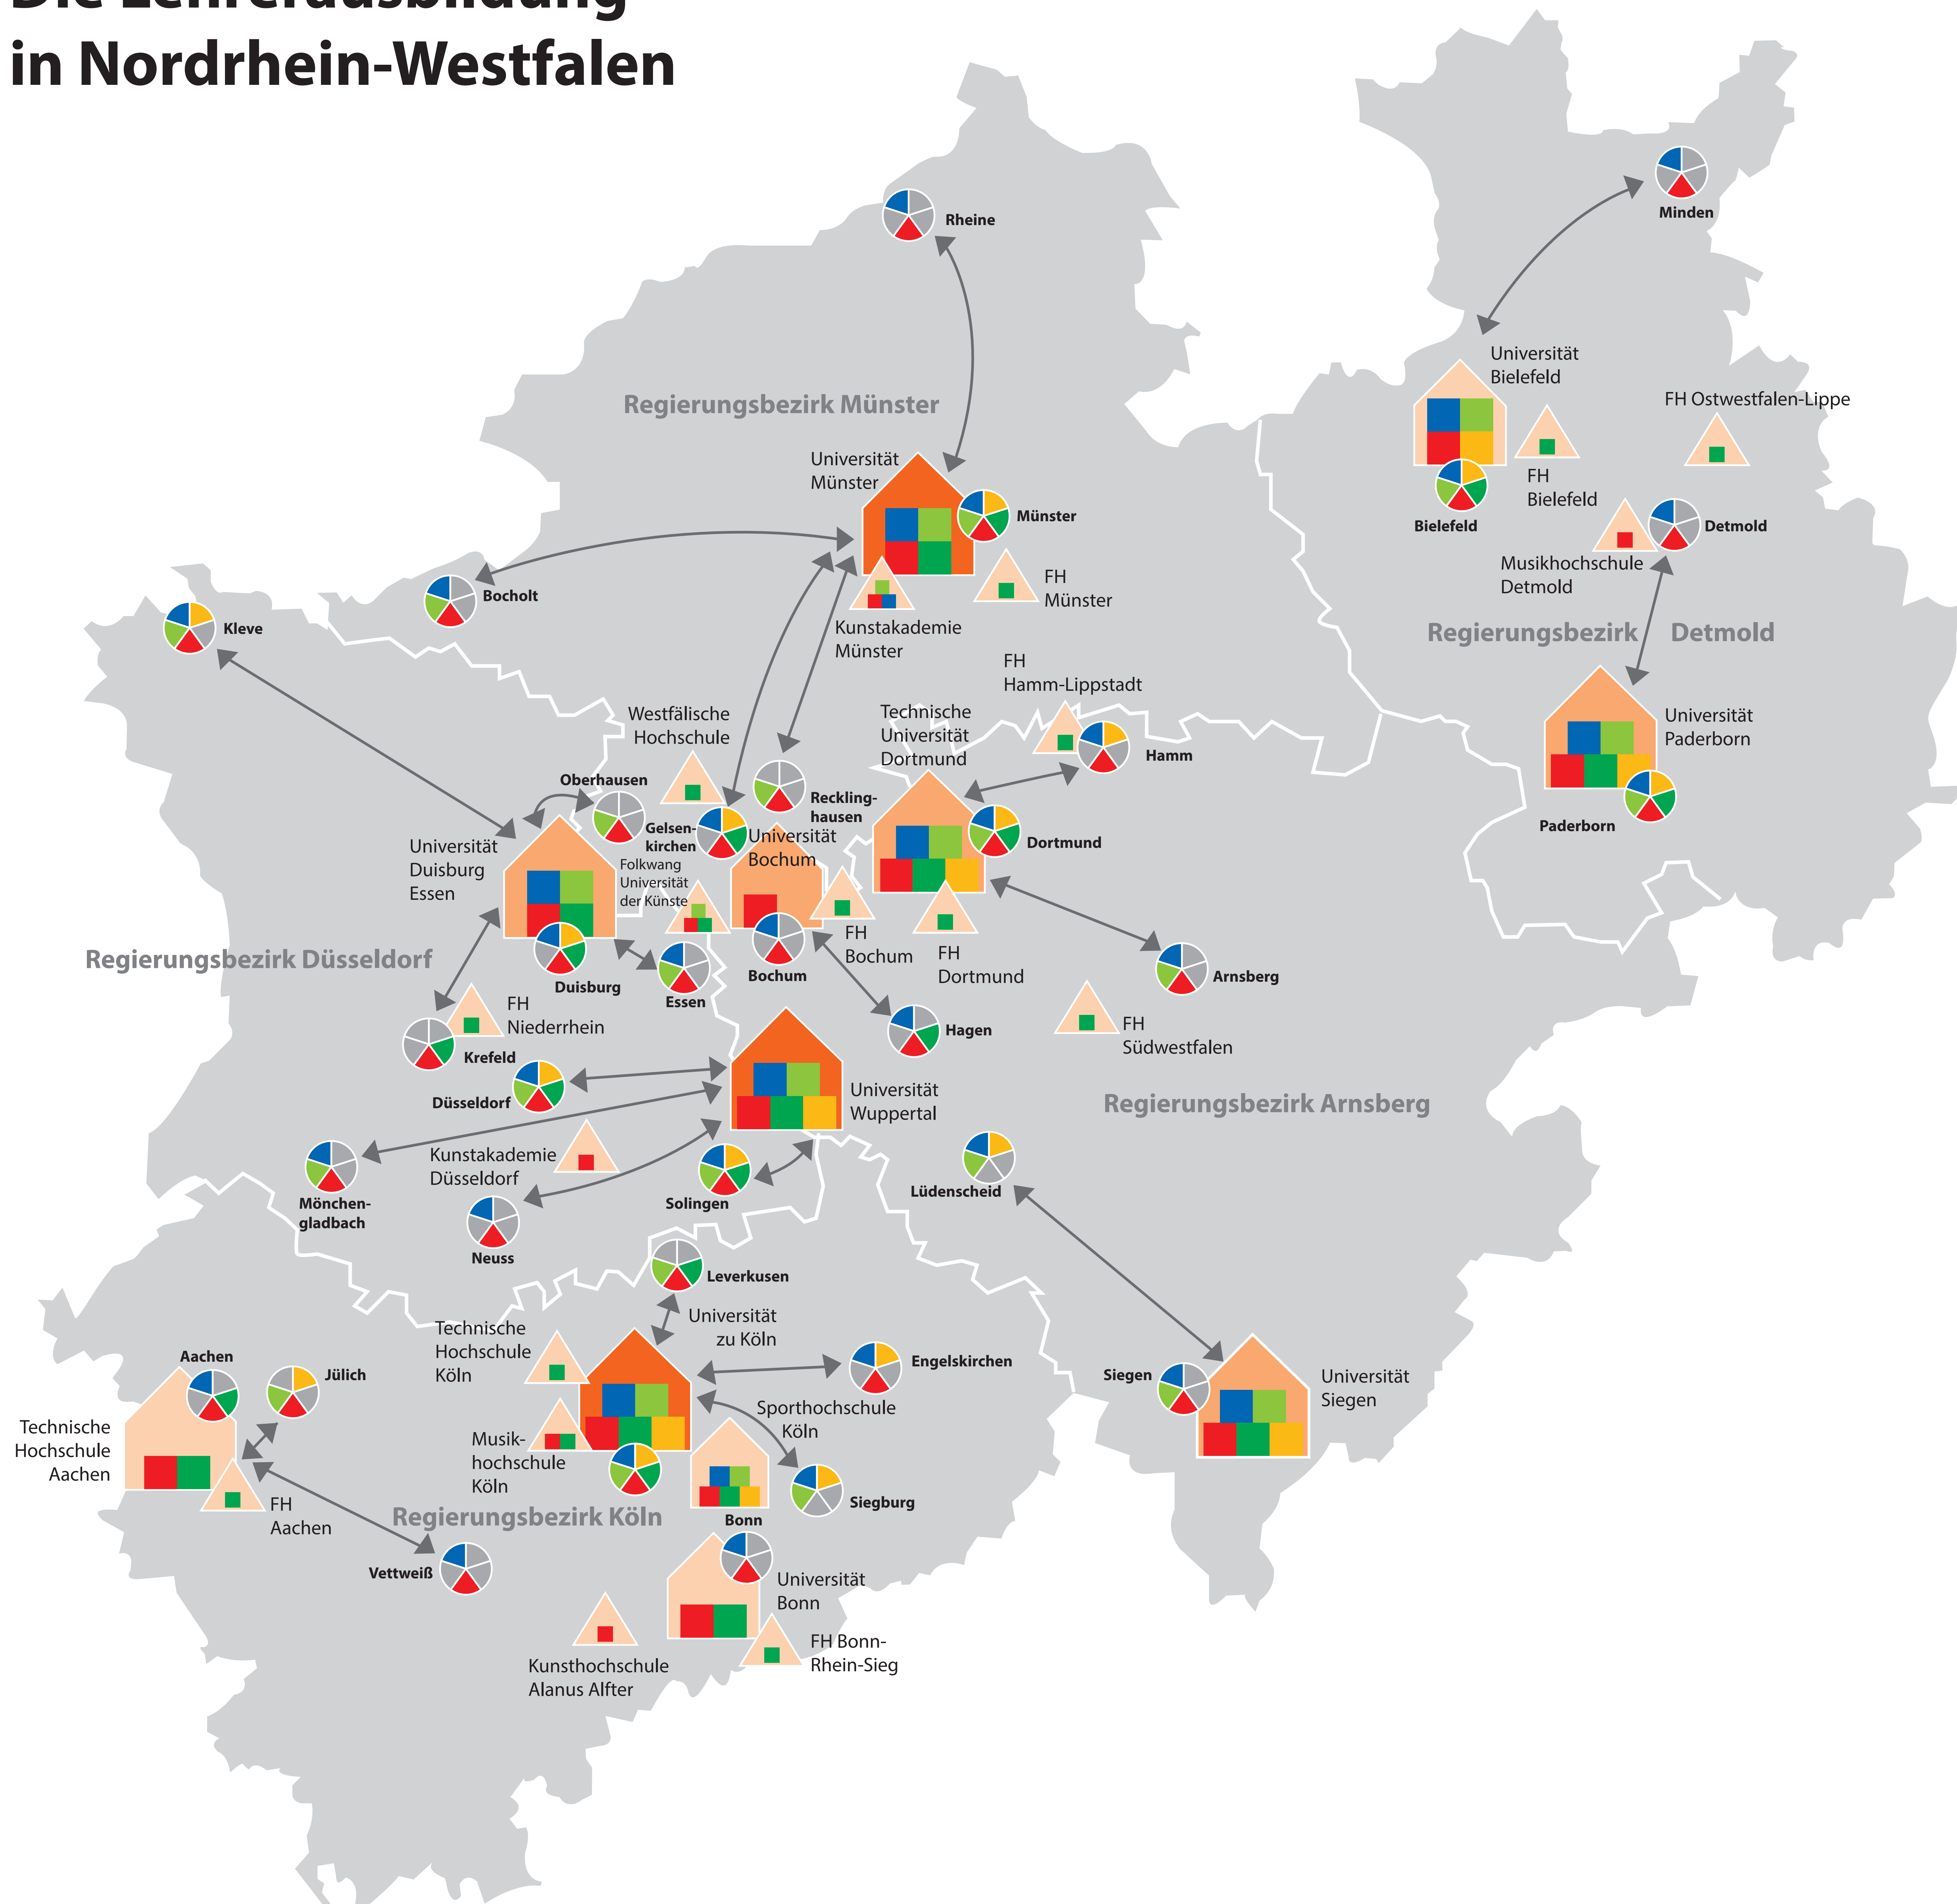 Die Lehrerausbildung
in Nordrhein-Westfalen
Minden
Rheine
Universität
Bielefeld
FH Ostwestfalen-Lippe
Regierungsbezirk Münster
Universität
Münster
FH
Bielefeld
Münster
Bielefeld
Detmold
Musikhochschule
Detmold
FH
Münster
Bocholt
Kleve
Kunstakademie
Münster
Regierungsbezirk Detmold
FH
Hamm-Lippstadt
Westfälische
Hochschule
Technische
Universität
Dortmund
Universität
Paderborn
Hamm
Oberhausen
Reckling-
hausen
Gelsen-
kirchen
Universität
Bochum
Paderborn
Dortmund
Universität
Duisburg
Essen
Folkwang
Universität
der Künste
FH
Bochum
FH
Dortmund
Regierungsbezirk Düsseldorf
Duisburg
Essen
Bochum
Arnsberg
FH
Niederrhein
Hagen
FH
Südwestfalen
Krefeld
Düsseldorf
Universität
Wuppertal
Regierungsbezirk Arnsberg
Kunstakademie
Düsseldorf
Mönchen-
gladbach
Solingen
Lüdenscheid
Neuss
Leverkusen
Universität
zu Köln
Technische
Hochschule
Köln
Aachen
Jülich
Engelskirchen
Siegen
Universität
Siegen
Sporthochschule
Köln
Technische
Hochschule
Aachen
Musik-
hochschule
Köln
FH
Aachen
Siegburg
Regierungsbezirk Köln
Bonn
Vettweiß
Universität
Bonn
FH Bonn-
Rhein-Sieg
Kunsthochschule
Alanus Alfter